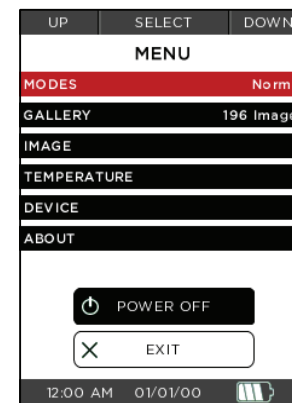 UP SELECT DOWN
MENU
MODES Norm
GALLERY 196 Image
IMAGE
TEMPERATURE
DEVICE
ABOUT
POWER OFF
EXIT
12:00 AM 01/01/00